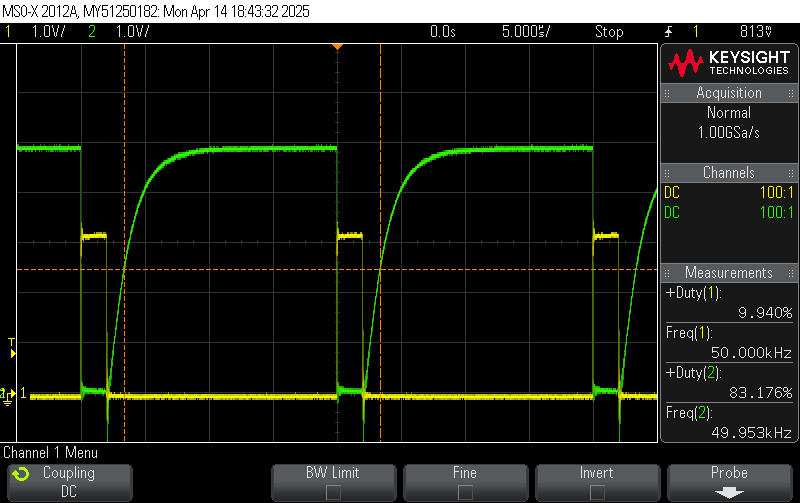 MSO-X 2012A, MY51250182: Mon Apr 14 18:43:32 2025
1 1.0V/ 2 1.0V/ 0.0s 5.000s/ Stop 1 813
KEYSIGHT
TECHNOLOGIES
Acquisition
Normal
1.00GSa/s
Channels
DC 100:1
DC 100:1
Measurements
+Duty(1):
9.940%
Freq(1):
50.000kHz
+Duty(2):
83.176%
Freq(2):
49.953kHz
T
1
Channel 1 Menu
Coupling
DC
BW Limit
Fine
Invert
Probe